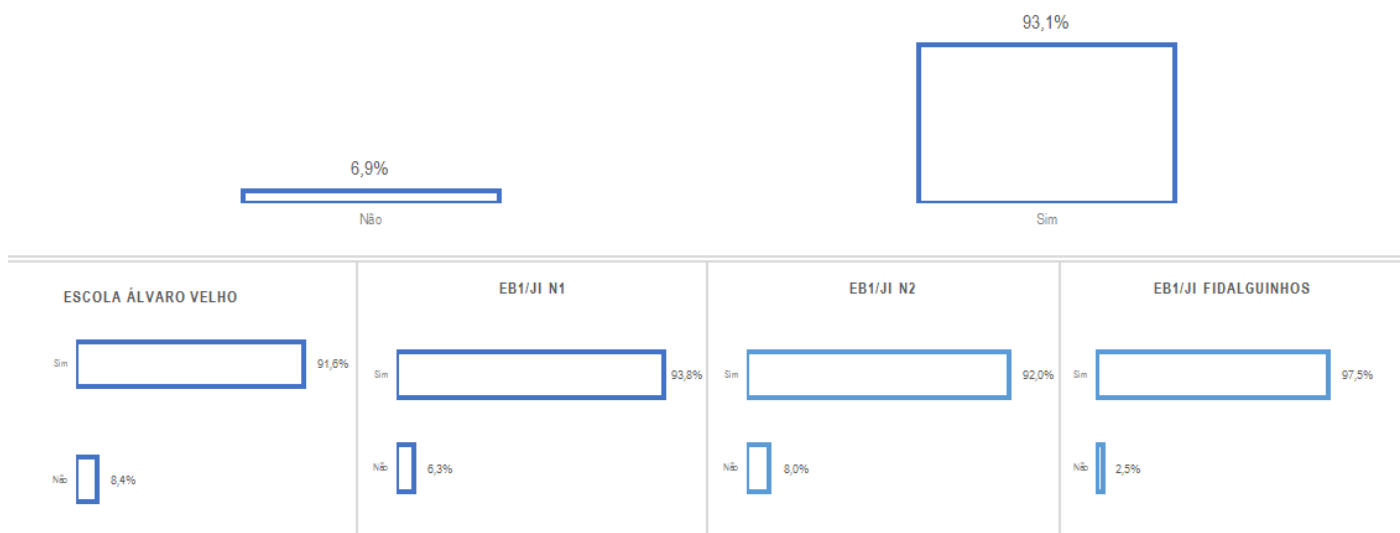 93,1%
6,9%
Não
Sim
ESCOLA ÁLVARO VELHO
Sim
91,6%
Não
8,4%
EB1/JI N1
Sim
93,8%
Não
6,3%
EB1/JI N2
Sim
92,0%
Não
8,0%
EB1/JI FIDALGUINHOS
Sim
97,5%
Não
2,5%